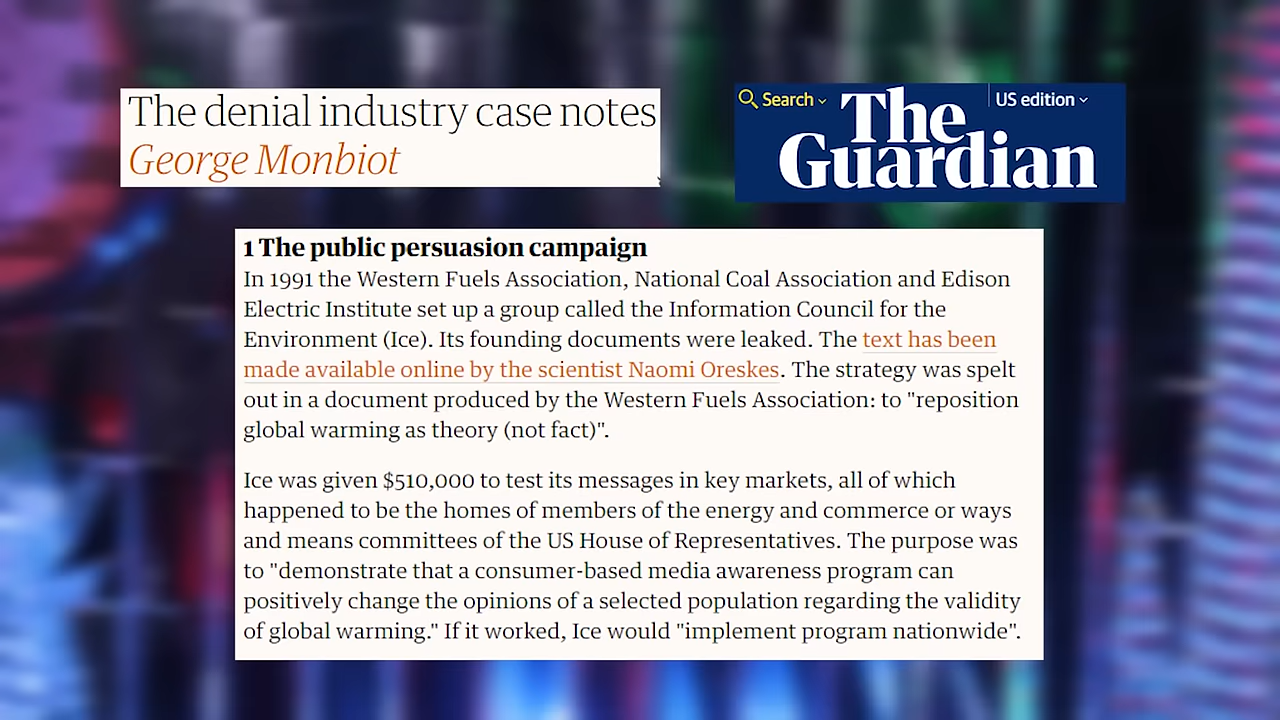 The denial industry case notes
George Monbiot
Search
US edition
The
Guardian
1 The public persuasion campaign
In 1991 the Western Fuels Association, National Coal Association and Edison
Electric Institute set up a group called the Information Council for the
Environment (Ice). Its founding documents were leaked. The text has been
made available online by the scientist Naomi Oreskes. The strategy was spelt
out in a document produced by the Western Fuels Association: to "reposition
global warming as theory (not fact)".
Ice was given $510,000 to test its messages in key markets, all of which
happened to be the homes of members of the energy and commerce or ways
and means committees of the US House of Representatives. The purpose was
to "demonstrate that a consumer-based media awareness program can
positively change the opinions of a selected population regarding the validity
of global warming." If it worked, Ice would "implement program nationwide".